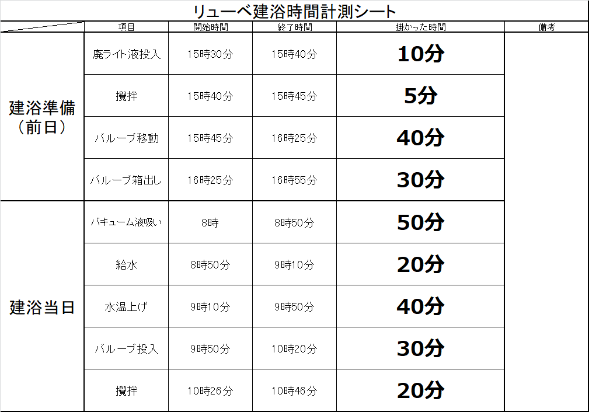 リューベ建浴時間計測シート
項目 開始時間 終了時間 掛かった時間 備考
建浴準備
（前日）
廃ライト液投入 15時30分 15時40分 10分
攪拌 15時40分 15時45分 5分
バルーブ移動 15時45分 16時25分 40分
バルーブ箱出し 16時25分 16時55分 30分
建浴当日
バキューム液吸い 8時 8時50分 50分
給水 8時50分 9時10分 20分
水温上げ 9時10分 9時50分 40分
バルーブ投入 9時50分 10時20分 30分
攪拌 10時26分 10時46分 20分